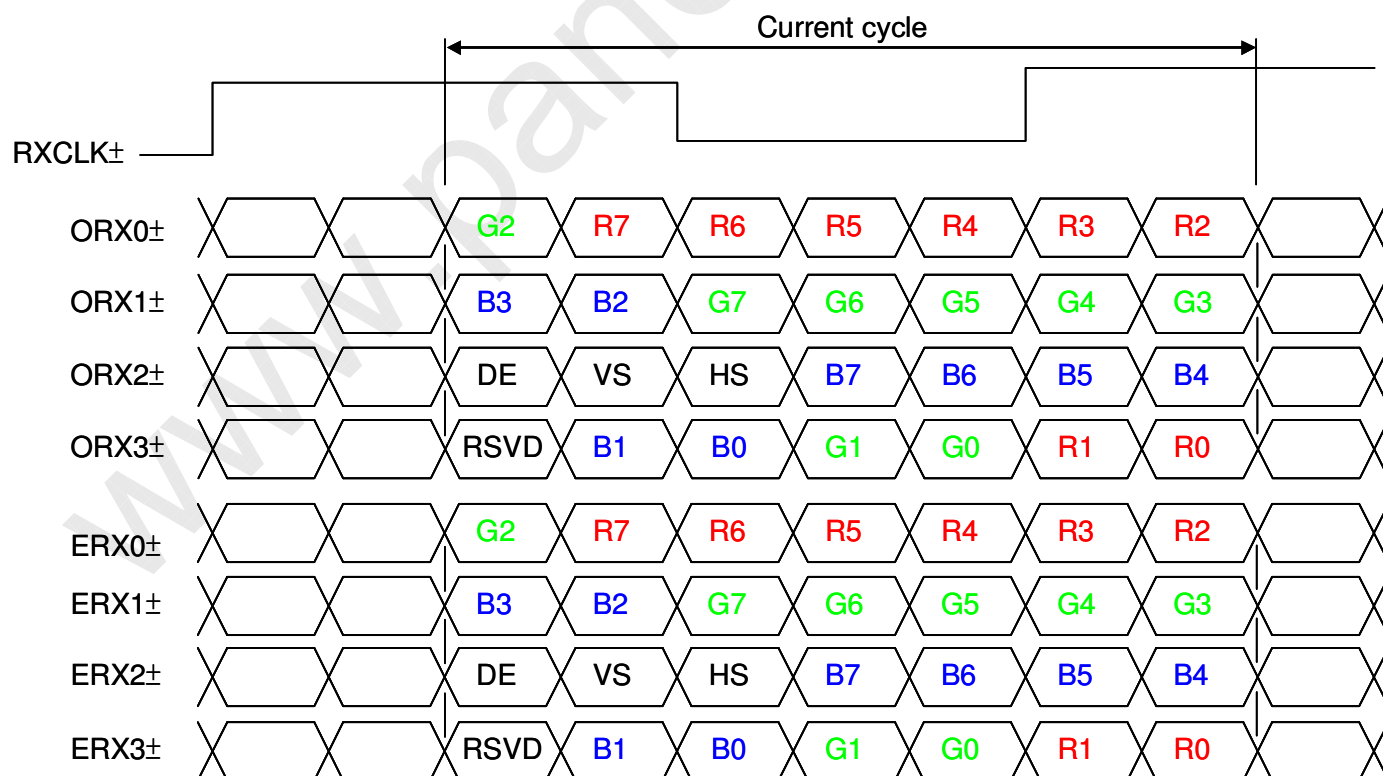 Current cycle
RXCLK±
ORX0± G2 R7 R6 R5 R4 R3 R2
ORX1± B3 B2 G7 G6 G5 G4 G3
ORX2± DE VS HS B7 B6 B5 B4
ORX3± RSVD B1 B0 G1 G0 R1 R0
ERX0± G2 R7 R6 R5 R4 R3 R2
ERX1± B3 B2 G7 G6 G5 G4 G3
ERX2± DE VS HS B7 B6 B5 B4
ERX3± RSVD B1 B0 G1 G0 R1 R0
www.pan